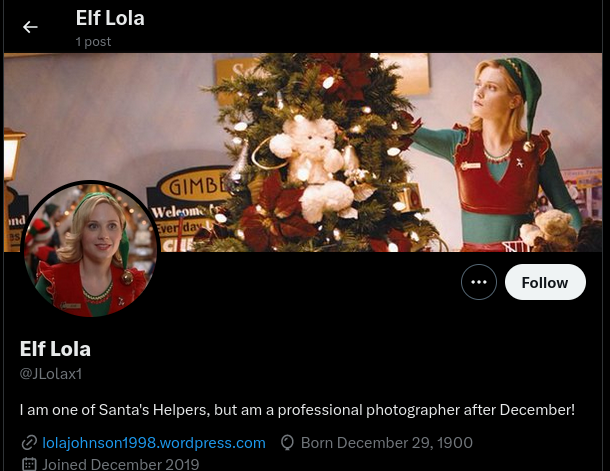 Elf Lola
1 post
GIMBE
Welcome
Every day
Follow
Elf Lola
@JLolax1
I am one of Santa's Helpers, but am a professional photographer after December!
lolajohnson1998.wordpress.com Born December 29, 1900
Joined December 2019